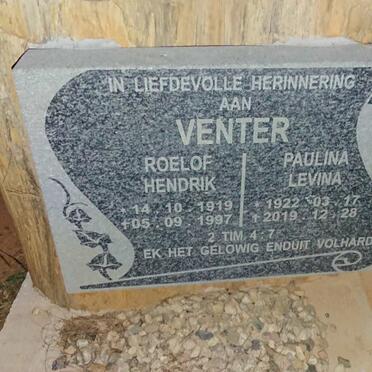 IN LIEFDEVOLLE HERINNERING
AAN
VENTER
ROELOF
HENDRIK
* 14 . 10 . 1919
+ 05 . 09 . 1997
PAULINA
LEVINA
* 1922 . 03 . 17
+ 2019 . 12 . 28
2 TIM 4 : 7
EK HET GELOWIG ENDUIT VOLHARD